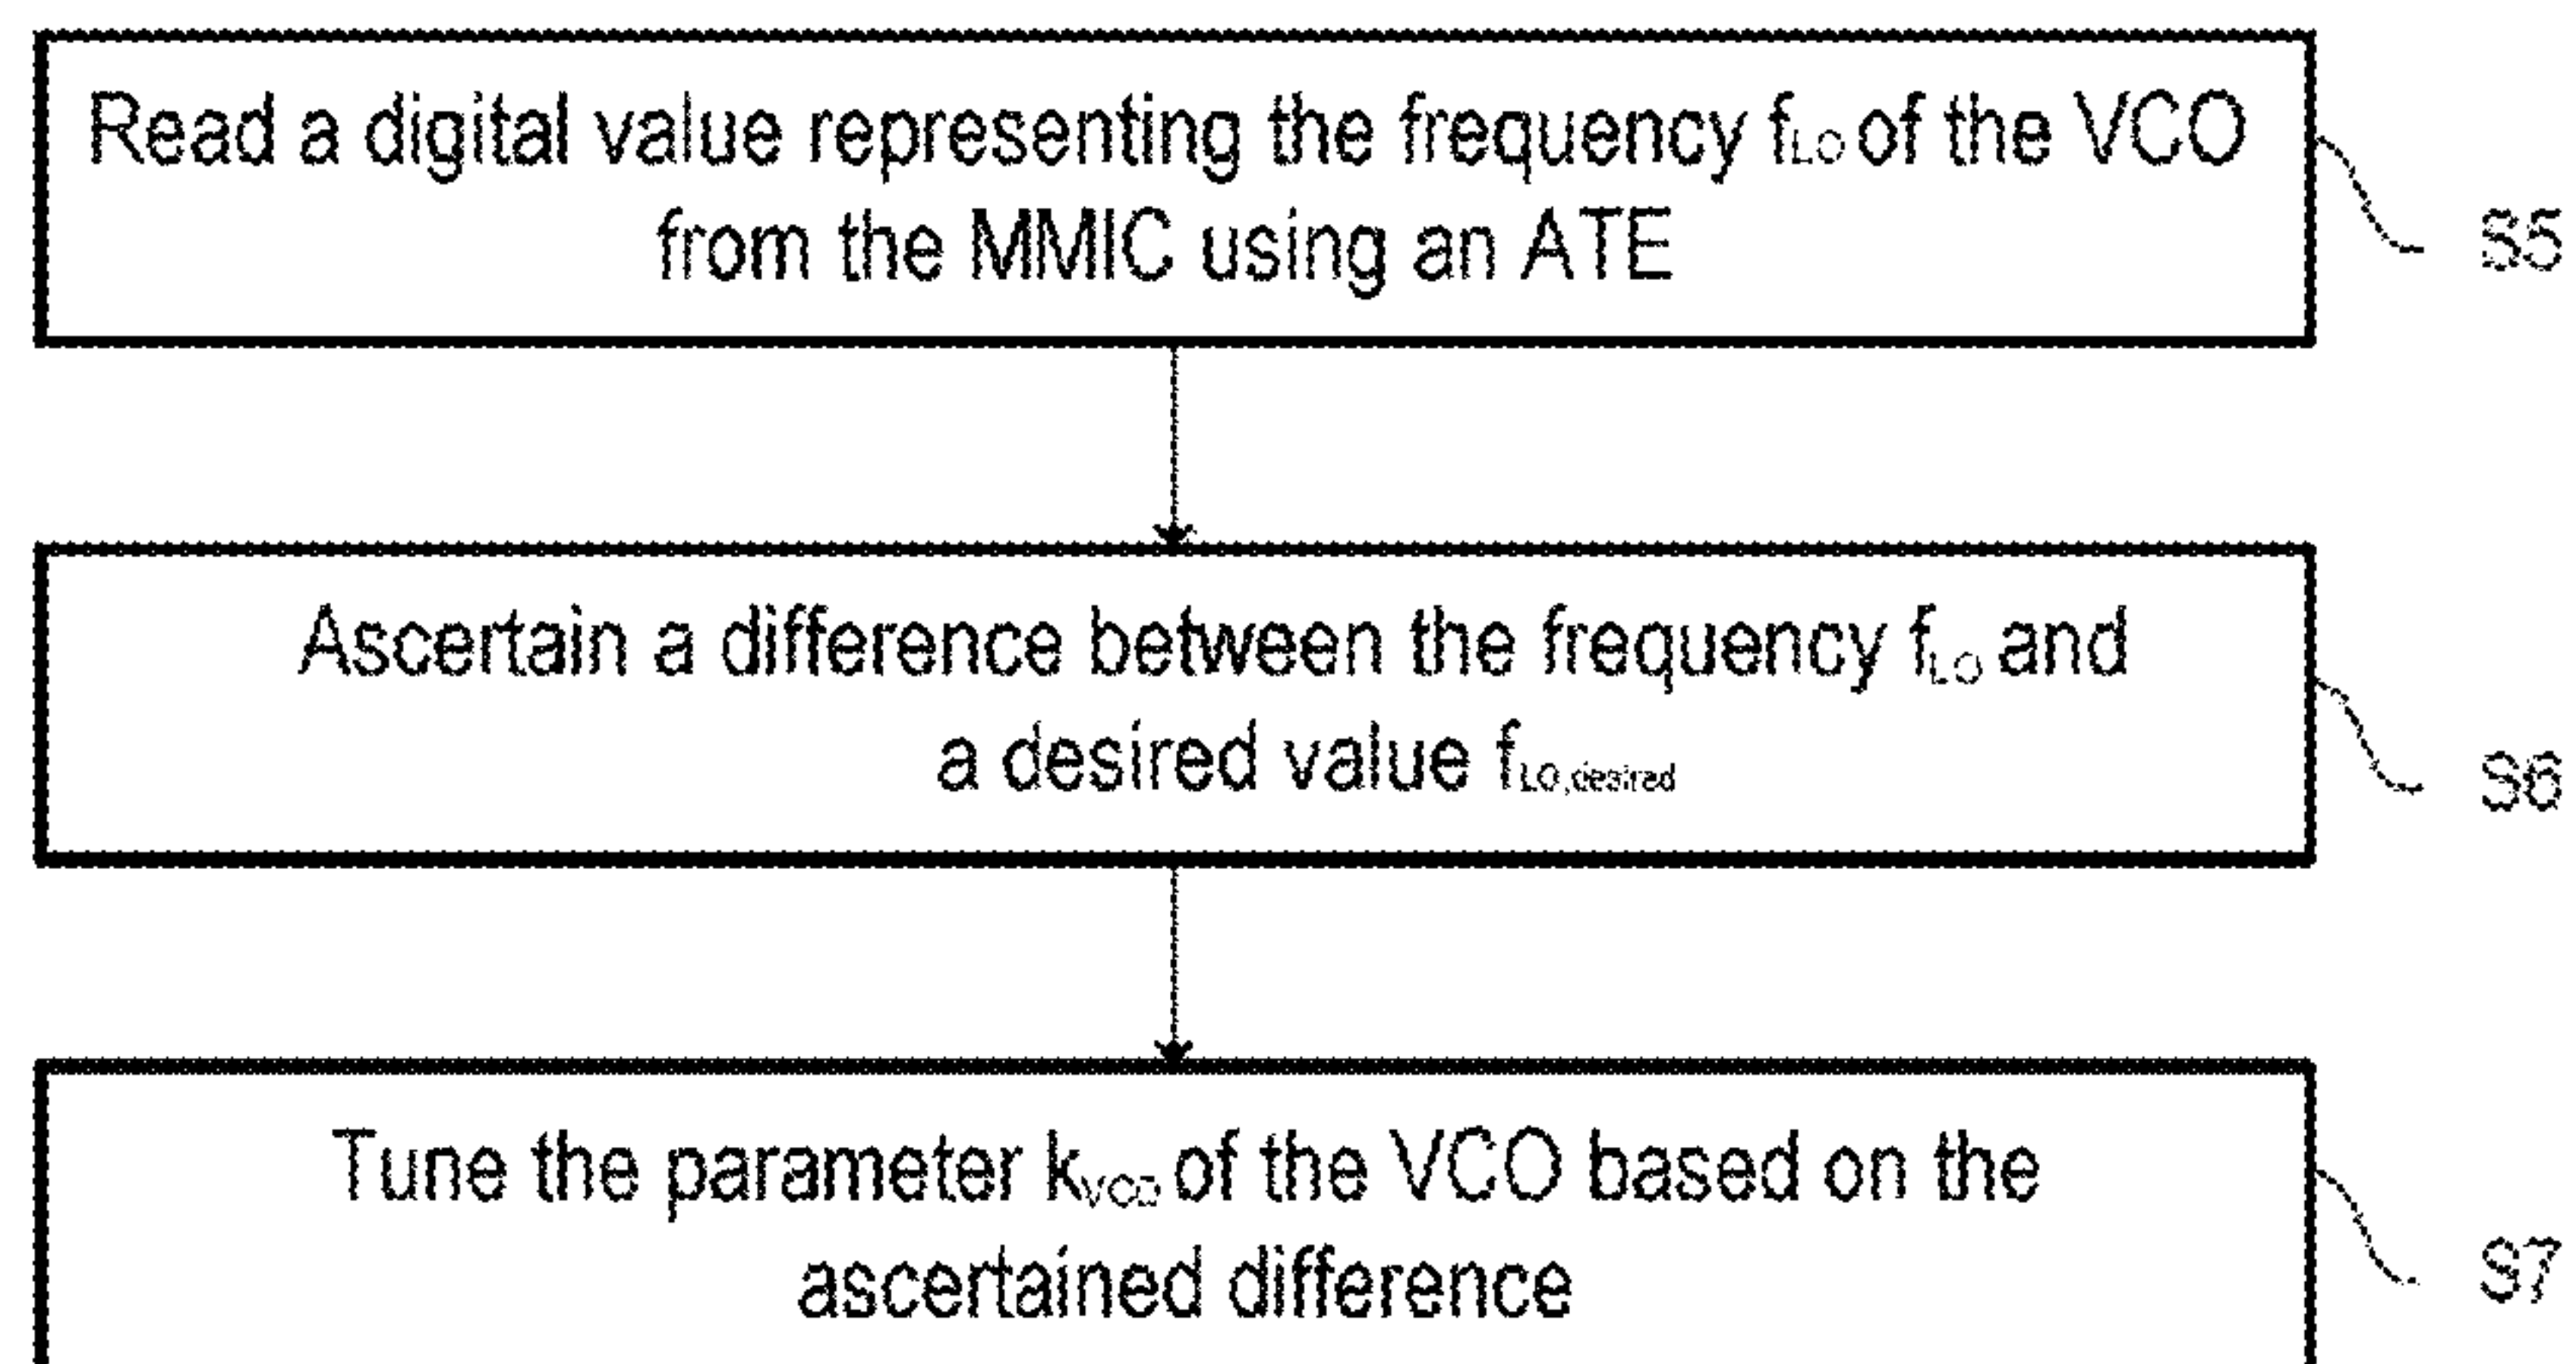 Read a digital value representing the frequency fLO of the VCO
from the MMIC using an ATE
S5
Ascertain a difference between the frequency fLO and
a desired value fLO,desired
S6
Tune the parameter kVCO of the VCO based on the
ascertained difference
S7